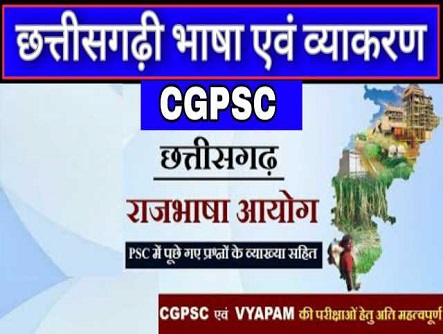 छत्तीसगढ़ी भाषा एवं व्याकरण
CGPSC
छत्तीसगढ़
राजभाषा आयोग
PSC में पूछे गए प्रश्नों के व्याख्या सहित
CGPSC एवं VYAPAM की परीक्षाओं हेतु अति महत्वपूर्ण